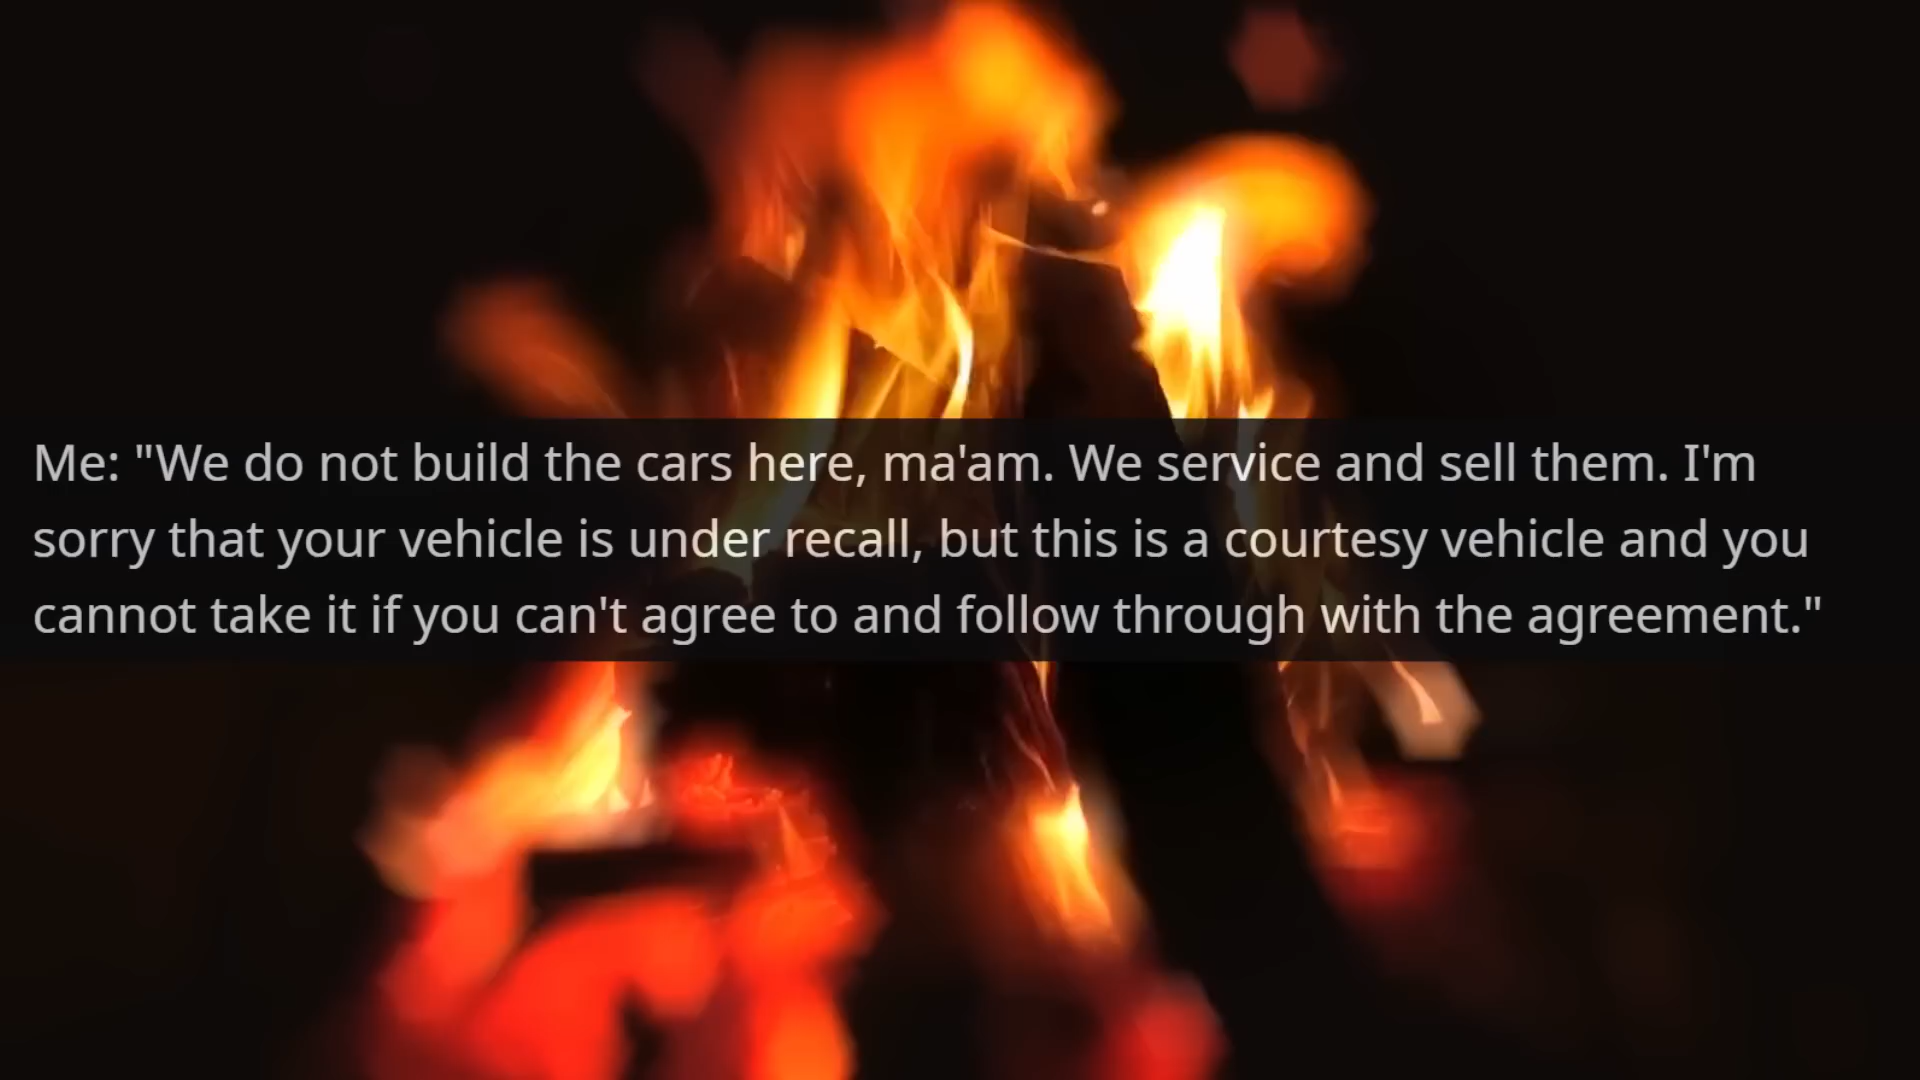 Me: "We do not build the cars here, ma'am. We service and sell them. I'm
sorry that your vehicle is under recall, but this is a courtesy vehicle and you
cannot take it if you can't agree to and follow through with the agreement."